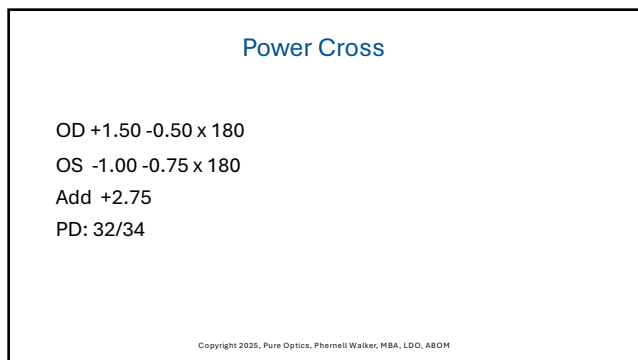 Power Cross
OD +1.50 -0.50 x 180
OS -1.00 -0.75 x 180
Add +2.75
PD: 32/34
Copyright 2025, Pure Optics, Phernell Walker, MBA, LDO, ABOM